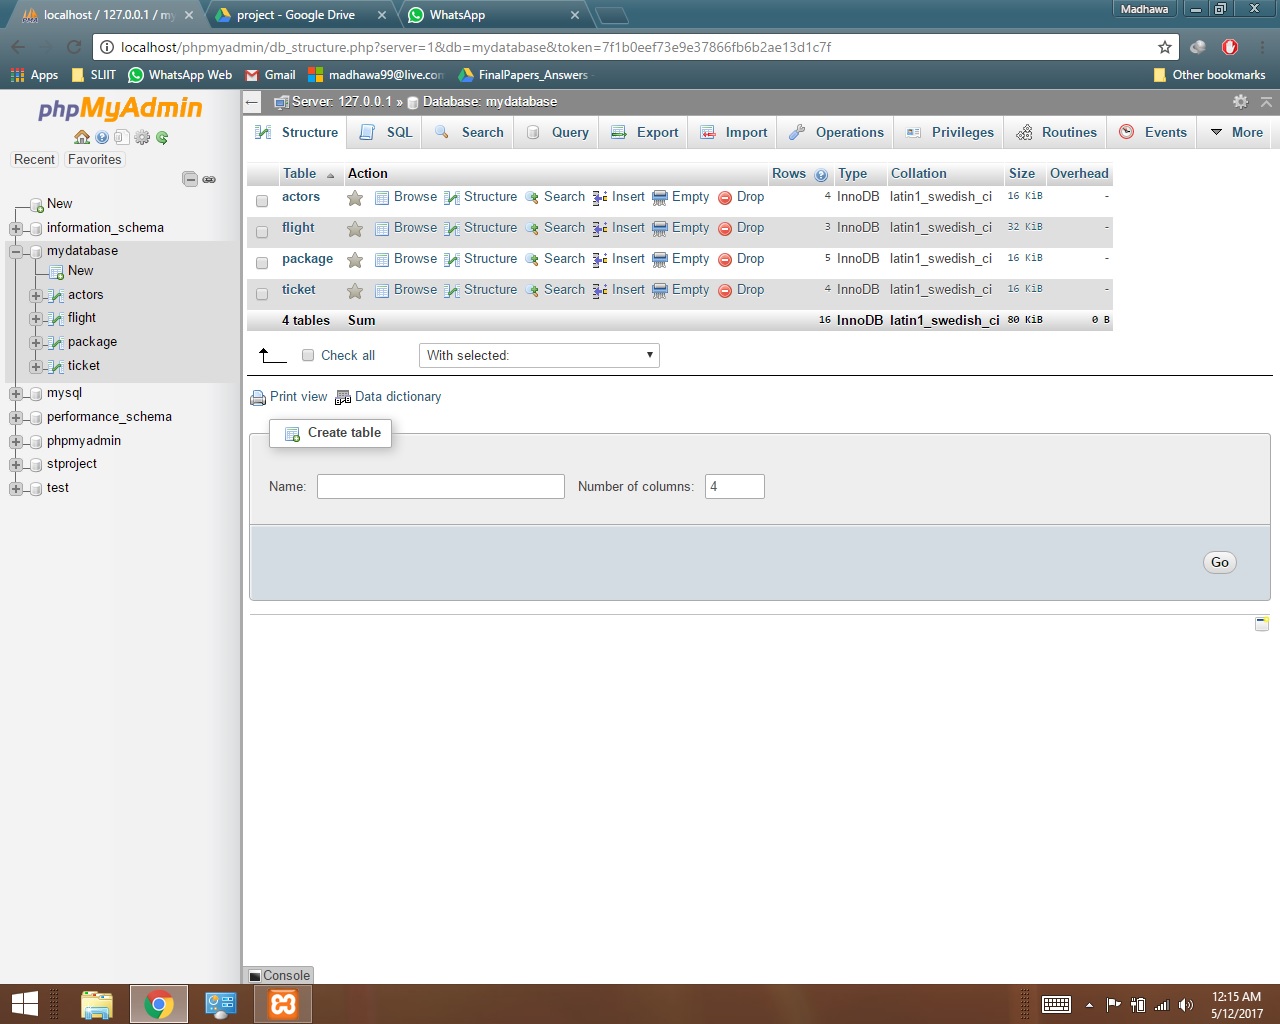 localhost / 127.0.0.1 / my
project - Google Drive
WhatsApp
Madhawa
localhost/phpmyadmin/db_structure.php?server=1&db=mydatabase&token=7f1b0eef73e9e37866fb6b2ae13d1c7f
Apps SLIIT WhatsApp Web Gmail madhawa99@live.con FinalPapers_Answers - Other bookmarks
phpMyAdmin
Recent Favorites
New
information_schema
mydatabase
New
actors
flight
package
ticket
mysql
performance_schema
phpmyadmin
stproject
test
Server: 127.0.0.1 » Database: mydatabase
Structure SQL Search Query Export Import Operations Privileges Routines Events More
Table Action Rows Type Collation Size Overhead
actors Browse Structure Search Insert Empty Drop 4 InnoDB latin1_swedish_ci 16 KiB -
flight Browse Structure Search Insert Empty Drop 3 InnoDB latin1_swedish_ci 32 KiB -
package Browse Structure Search Insert Empty Drop 5 InnoDB latin1_swedish_ci 16 KiB -
ticket Browse Structure Search Insert Empty Drop 4 InnoDB latin1_swedish_ci 16 KiB -
4 tables Sum 16 InnoDB latin1_swedish_ci 80 KiB 0 B
Check all With selected:
Print view Data dictionary
Create table
Name: Number of columns: 4
Go
Console
12:15 AM
5/12/2017